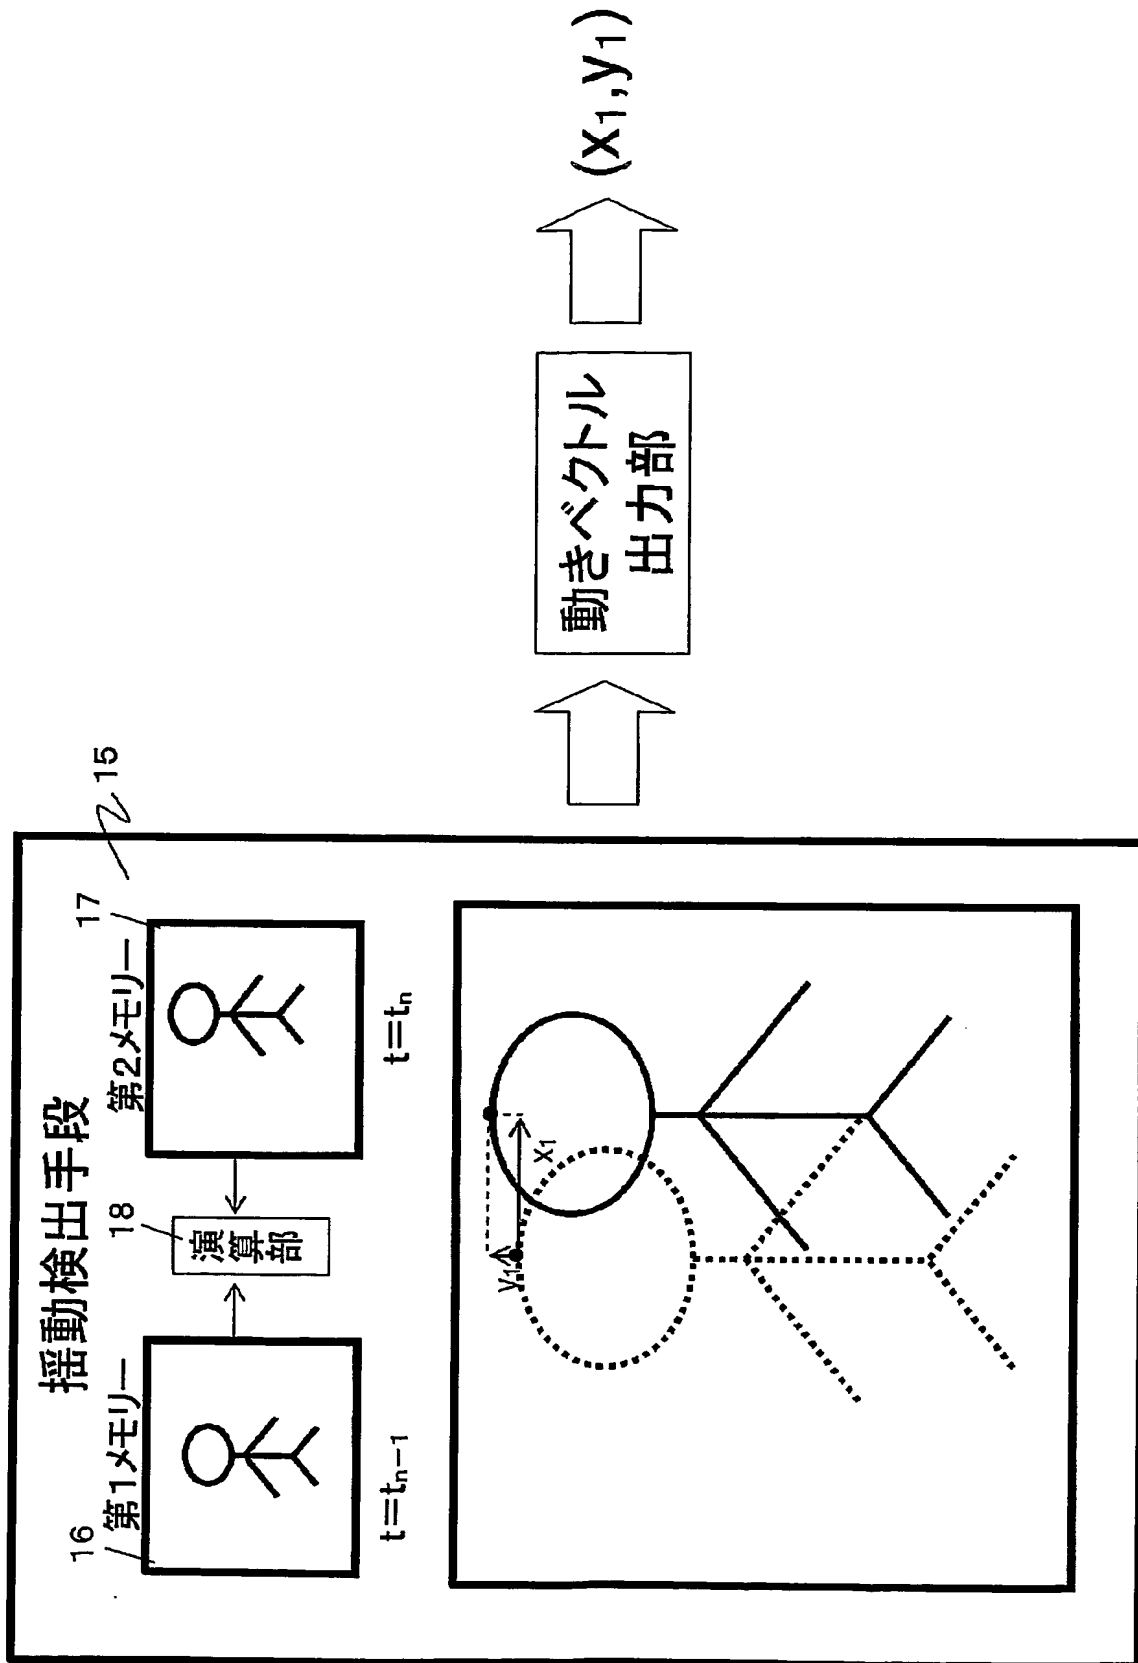 揺動検出手段
15
16
第1メモリー
18
演算部
17
第2メモリー
t=tn−1
t=tn
y1
x1
動きベクトル
出力部
(x1,y1)